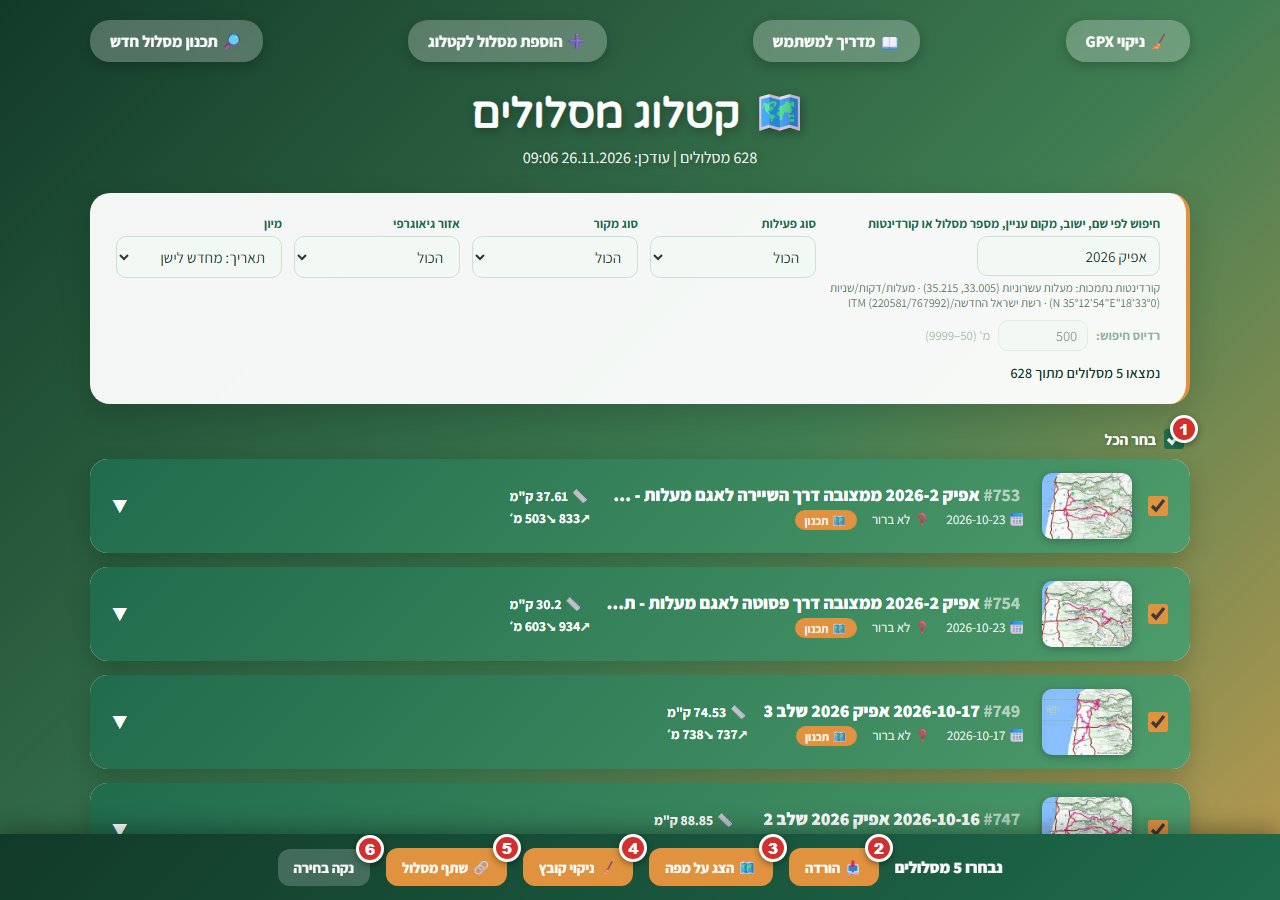 ניקוי GPX
מדריך למשתמש
הוספת מסלול לקטלוג
תכנון מסלול חדש
קטלוג מסלולים
628 מסלולים | עודכן: 26.11.2026 09:06
חיפוש לפי שם, ישוב, מקום עניין, מספר מסלול או קורדינטות
אפיק 2026
קורדינטות נתמכות: מעלות עשרוניות (33.005, 35.215) · מעלות/דקות/שניות
(N 35°12'54"E"18'33°0) · רשת ישראל החדשה/ITM (220581/767992)
רדיוס חיפוש:
500
מ' (50–9999)
נמצאו 5 מסלולים מתוך 628
סוג פעילות
הכול
סוג מקור
הכול
אזור גיאוגרפי
הכול
מיון
תאריך: מחדש לישן
1
בחר הכל
#753 אפיק 2026-2 ממצובה דרך השיירה לאגם מעלות - ...
37.61 ק"מ
2026-10-23
לא ברור
תכנון
↗833 ↘503 מ׳
#754 אפיק 2026-2 ממצובה דרך פסוטה לאגם מעלות - ת...
30.2 ק"מ
2026-10-23
לא ברור
תכנון
↗934 ↘603 מ׳
#749 2026-10-17 אפיק 2026 שלב 3
74.53 ק"מ
2026-10-17
לא ברור
תכנון
↗737 ↘738 מ׳
#747 2026-10-16 אפיק 2026 שלב 2
88.85 ק"מ
נבחרו 5 מסלולים
2
הורדה
3
הצג על מפה
4
ניקוי קובץ
5
שתף מסלול
6
נקה בחירה